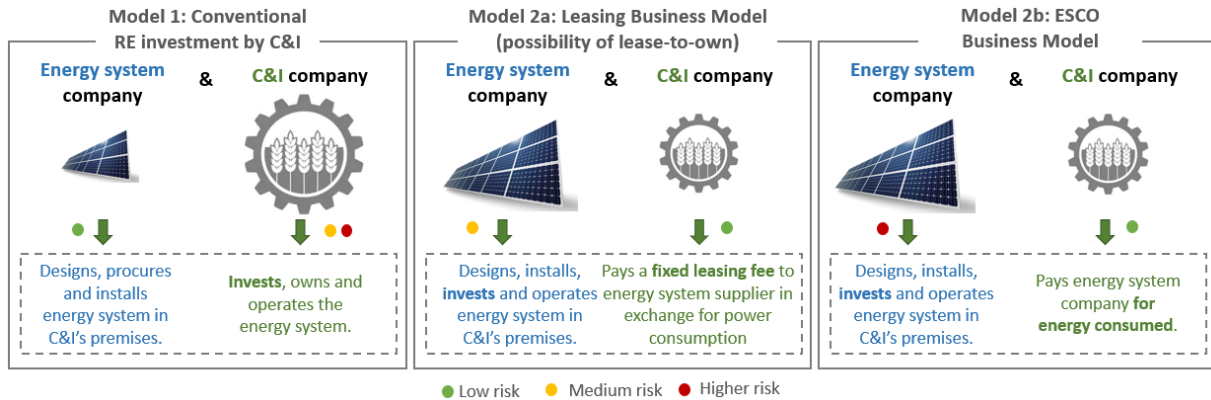 Model 1: Conventional
RE investment by C&I
Energy system
company
&
C&I company
Designs, procures
and installs
energy system in
C&I's premises.
Invests, owns and
operates the
energy system.
Model 2a: Leasing Business Model
(possibility of lease-to-own)
Energy system
company
&
C&I company
Designs, installs,
invests and operates
energy system in
C&I's premises.
Pays a fixed leasing fee to
energy system supplier in
exchange for power
consumption
Model 2b: ESCO
Business Model
Energy system
company
&
C&I company
Designs, installs,
invests and operates
energy system in
C&I's premises.
Pays energy system
company for
energy consumed.
Low risk
Medium risk
Higher risk